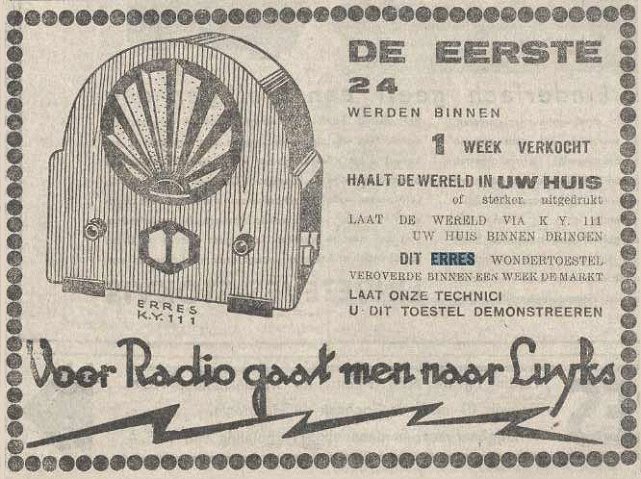 DE EERSTE
24
WERDEN BINNEN
1 WEEK VERKOCHT
HAALT DE WERELD IN UW HUIS
of sterker uitgedrukt
LAAT DE WERELD VIA K Y. 111
UW HUIS BINNEN DRINGEN
DIT ERRES WONDERTOESTEL
VEROVERDE BINNEN EEN WEEK DE MARKT
LAAT ONZE TECHNICI
U DIT TOESTEL DEMONSTREEREN
ERRES
K.Y. 111
Voor Radio gaat men naar Luyks